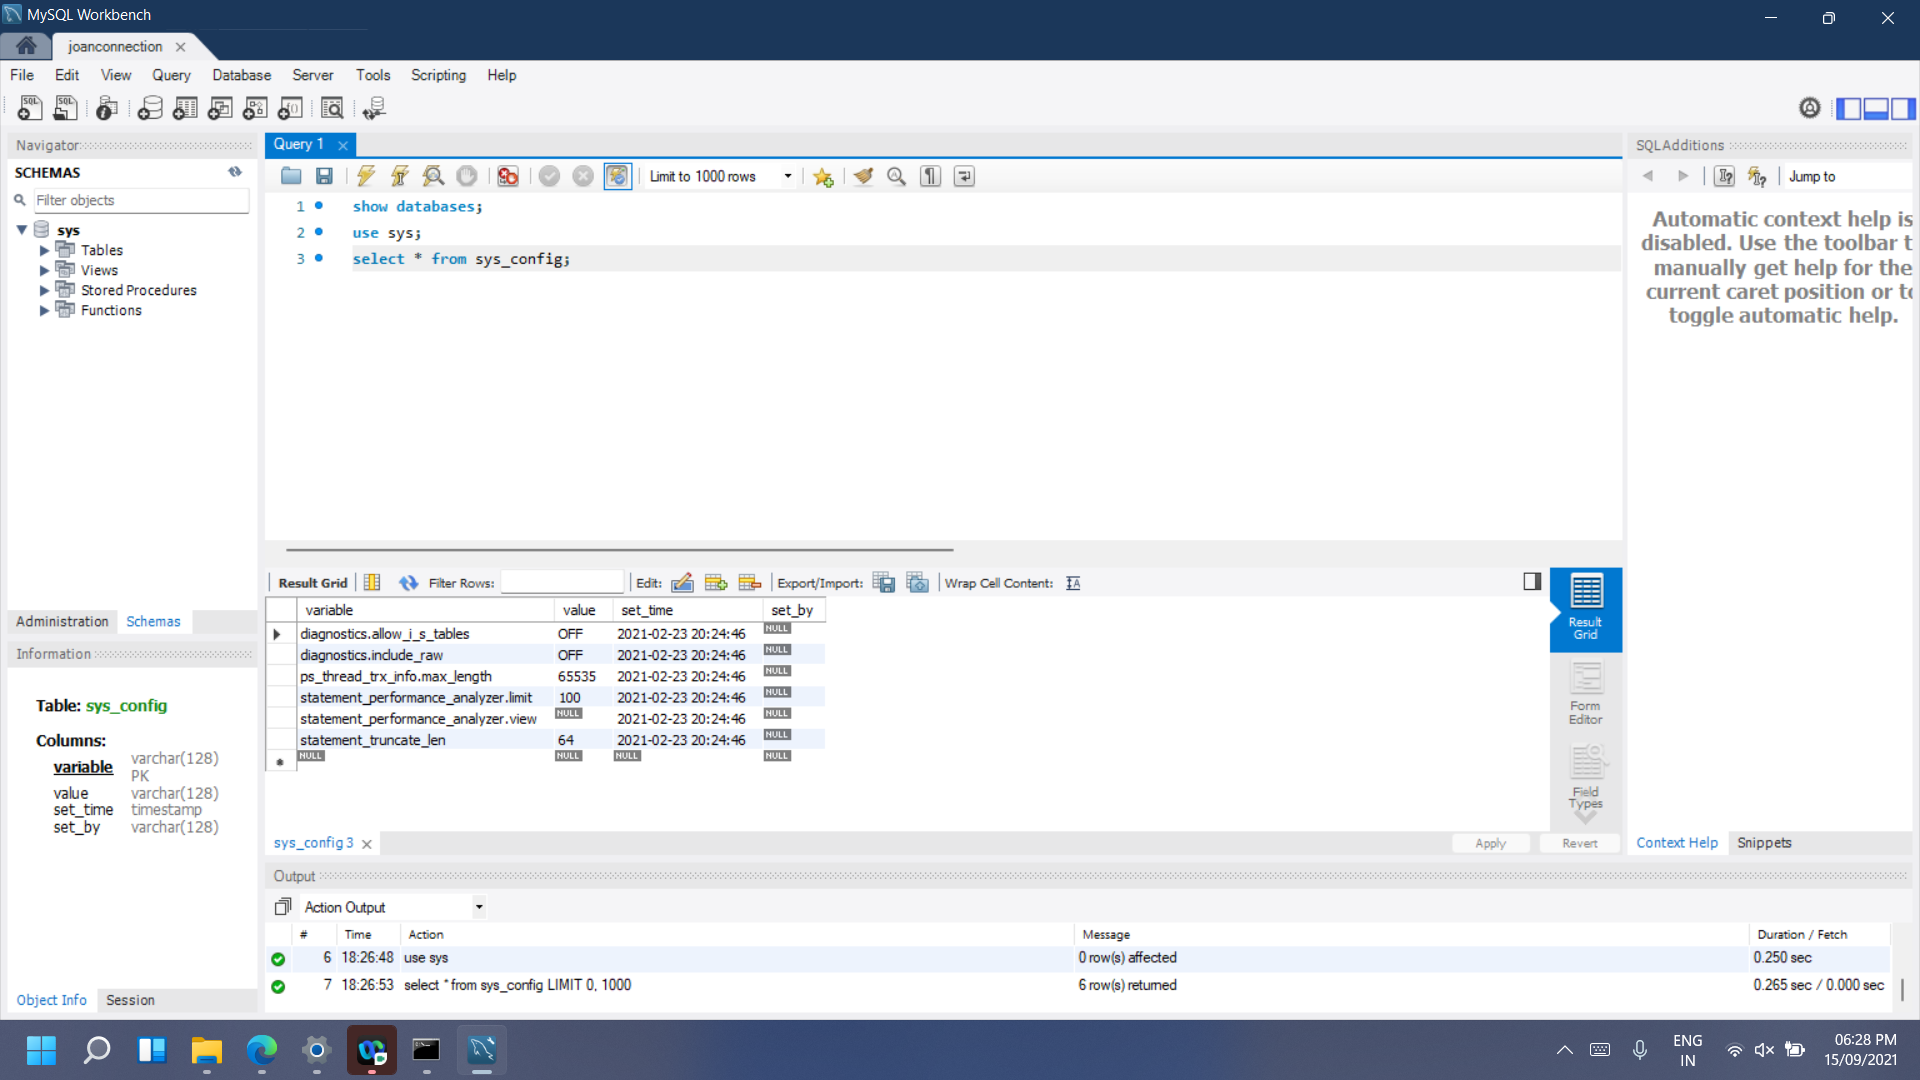 MySQL Workbench
joanconnection
File Edit View Query Database Server Tools Scripting Help
Navigator
SCHEMAS
Filter objects
sys
Tables
Views
Stored Procedures
Functions
Administration Schemas
Information
Table: sys_config
Columns:
variable varchar(128) PK
value varchar(128)
set_time timestamp
set_by varchar(128)
Object Info Session
Query 1
Limit to 1000 rows
1 show databases;
2 use sys;
3 select * from sys_config;
Result Grid Filter Rows: Edit: Export/Import: Wrap Cell Content:
variable value set_time set_by
diagnostics.allow_i_s_tables OFF 2021-02-23 20:24:46 NULL
diagnostics.include_raw OFF 2021-02-23 20:24:46 NULL
ps_thread_trx_info.max_length 65535 2021-02-23 20:24:46 NULL
statement_performance_analyzer.limit 100 2021-02-23 20:24:46 NULL
statement_performance_analyzer.view NULL 2021-02-23 20:24:46 NULL
statement_truncate_len 64 2021-02-23 20:24:46 NULL
NULL NULL NULL NULL
Result
Grid
Form
Editor
Field
Types
sys_config 3
Apply Revert
Output
Action Output
# Time Action Message Duration / Fetch
6 18:26:48 use sys 0 row(s) affected 0.250 sec
7 18:26:53 select * from sys_config LIMIT 0, 1000 6 row(s) returned 0.265 sec / 0.000 sec
SQLAdditions
Jump to
Automatic context help is
disabled. Use the toolbar t
manually get help for the
current caret position or to
toggle automatic help.
Context Help Snippets
ENG
IN
06:28 PM
15/09/2021